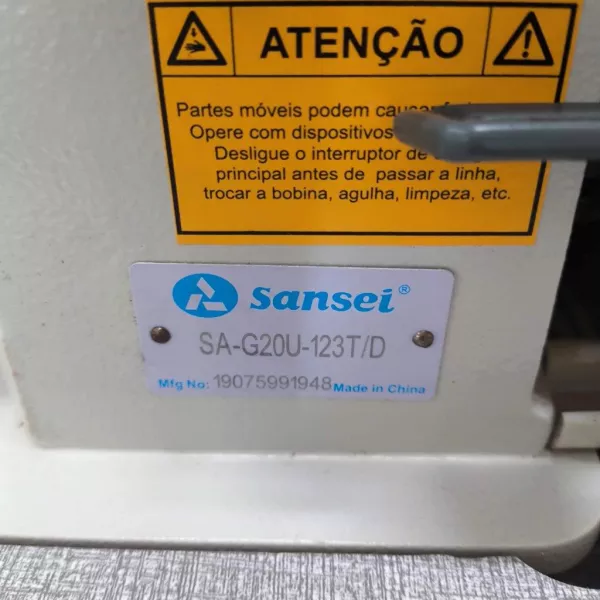 ATENÇÃO
Partes móveis podem causar
Opere com dispositivos
Desligue o interruptor de
principal antes de passar a linha,
trocar a bobina, agulha, limpeza, etc.
sansei®
SA-G20U-123T/D
Mfg No: 19075991948 Made in China